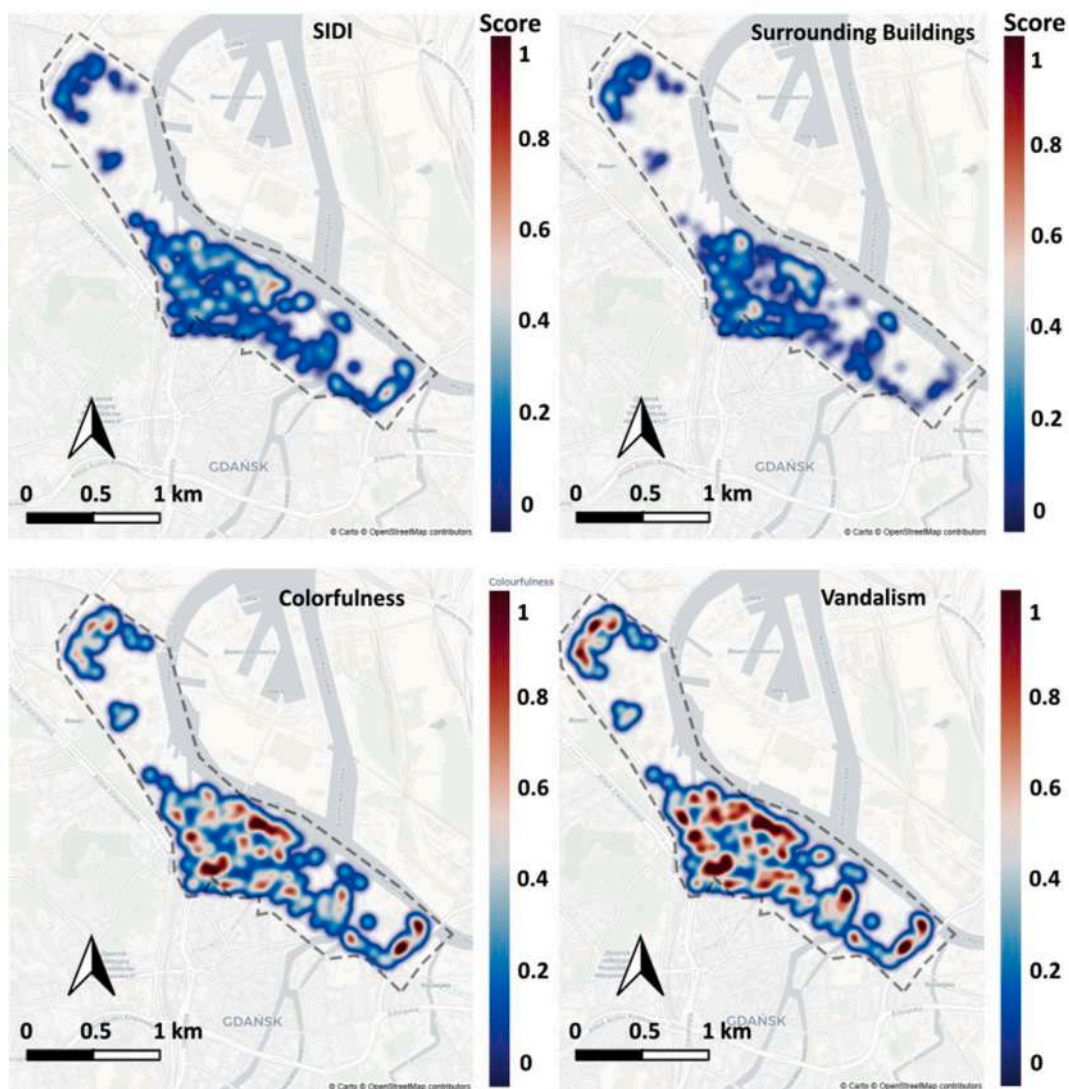 SIDI
Score
1
0.8
0.6
0.4
0.2
0
GDAŃSK
0 0.5 1 km
© Carto © OpenStreetMap contributors
Surrounding Buildings
Score
1
0.8
0.6
0.4
0.2
0
GDAŃSK
0 0.5 1 km
© Carto © OpenStreetMap contributors
Colorfulness
Colourfulness
1
0.8
0.6
0.4
0.2
0
GDAŃSK
0 0.5 1 km
© Carto © OpenStreetMap contributors
Vandalism
1
0.8
0.6
0.4
0.2
0
GDAŃSK
0 0.5 1 km
© Carto © OpenStreetMap contributors